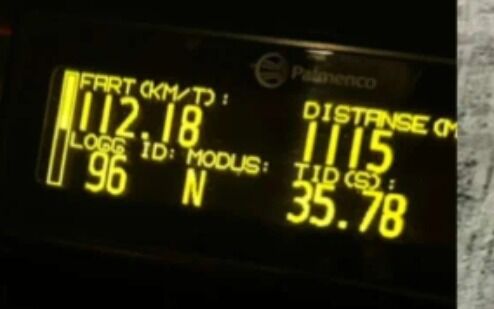 Palmenco
FART(KM/T): DISTANSE(M
112.18 1115
LOGG ID: MODUS: TID(S):
96 N 35.78